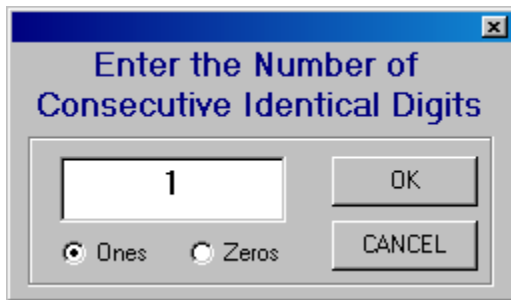 Enter the Number of
Consecutive Identical Digits
1
OK
Ones
Zeros
CANCEL